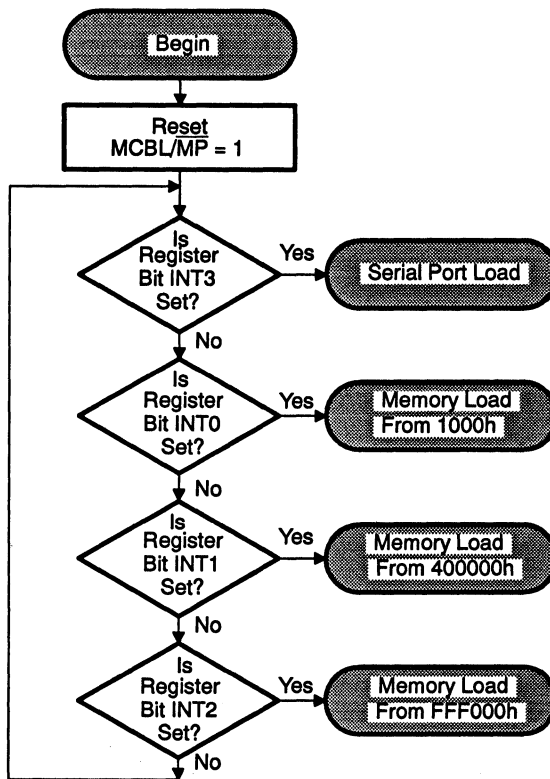 Begin
Reset
MCBL/M̅P̅ = 1
Is
Register
Bit INT3
Set?
Yes
Serial Port Load
No
Is
Register
Bit INT0
Set?
Yes
Memory Load
From 1000h
No
Is
Register
Bit INT1
Set?
Yes
Memory Load
From 400000h
No
Is
Register
Bit INT2
Set?
Yes
Memory Load
From FFF000h
No